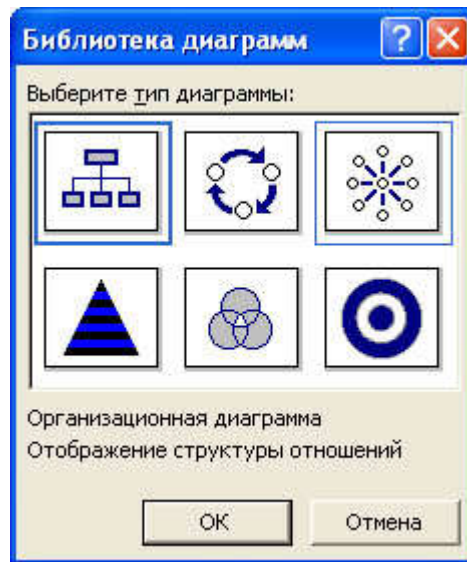 Библиотека диаграмм
Выберите тип диаграммы:
Организационная диаграмма
Отображение структуры отношений
ОК
Отмена